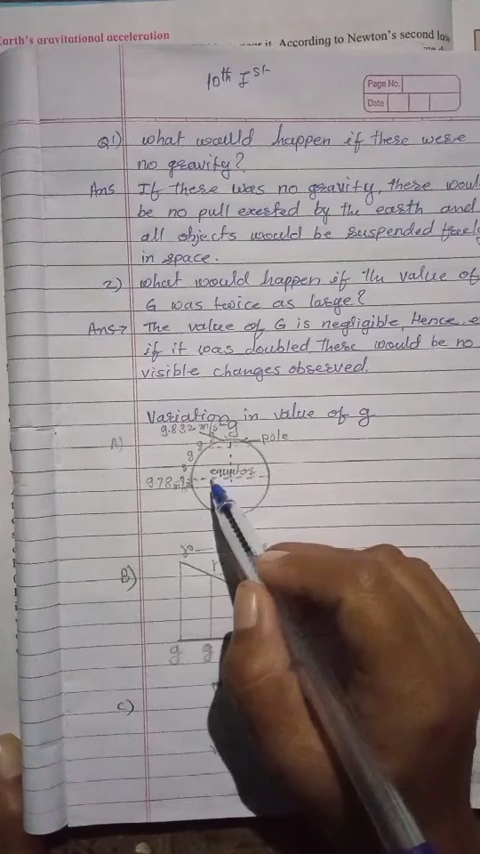 Earth's gravitational acceleration
it. According to Newton's second law
10th Ist
Page No.
Date
Q1) what would happen if there were
no gravity?
Ans If there was no gravity, there woul
be no pull exerted by the earth and
all objects would be suspended freely
in space.
2) what would happen if the value of
G was twice as large?
Ans-> The value of G is negligible, Hence, e
if it was doubled, there would be no
visible changes observed.
Variation in value of g
9.832 m/s² g
A) g pole
g
g equator
9.78 m/s²
B) r
r
g g
C)